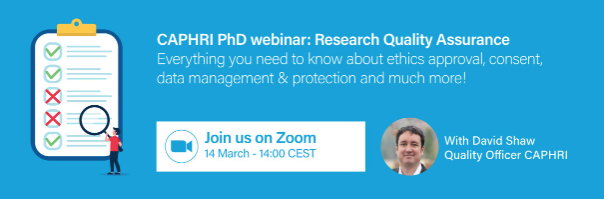 CAPHRI PhD webinar: Research Quality Assurance
Everything you need to know about ethics approval, consent,
data management & protection and much more!
Join us on Zoom
14 March - 14:00 CEST
With David Shaw
Quality Officer CAPHRI